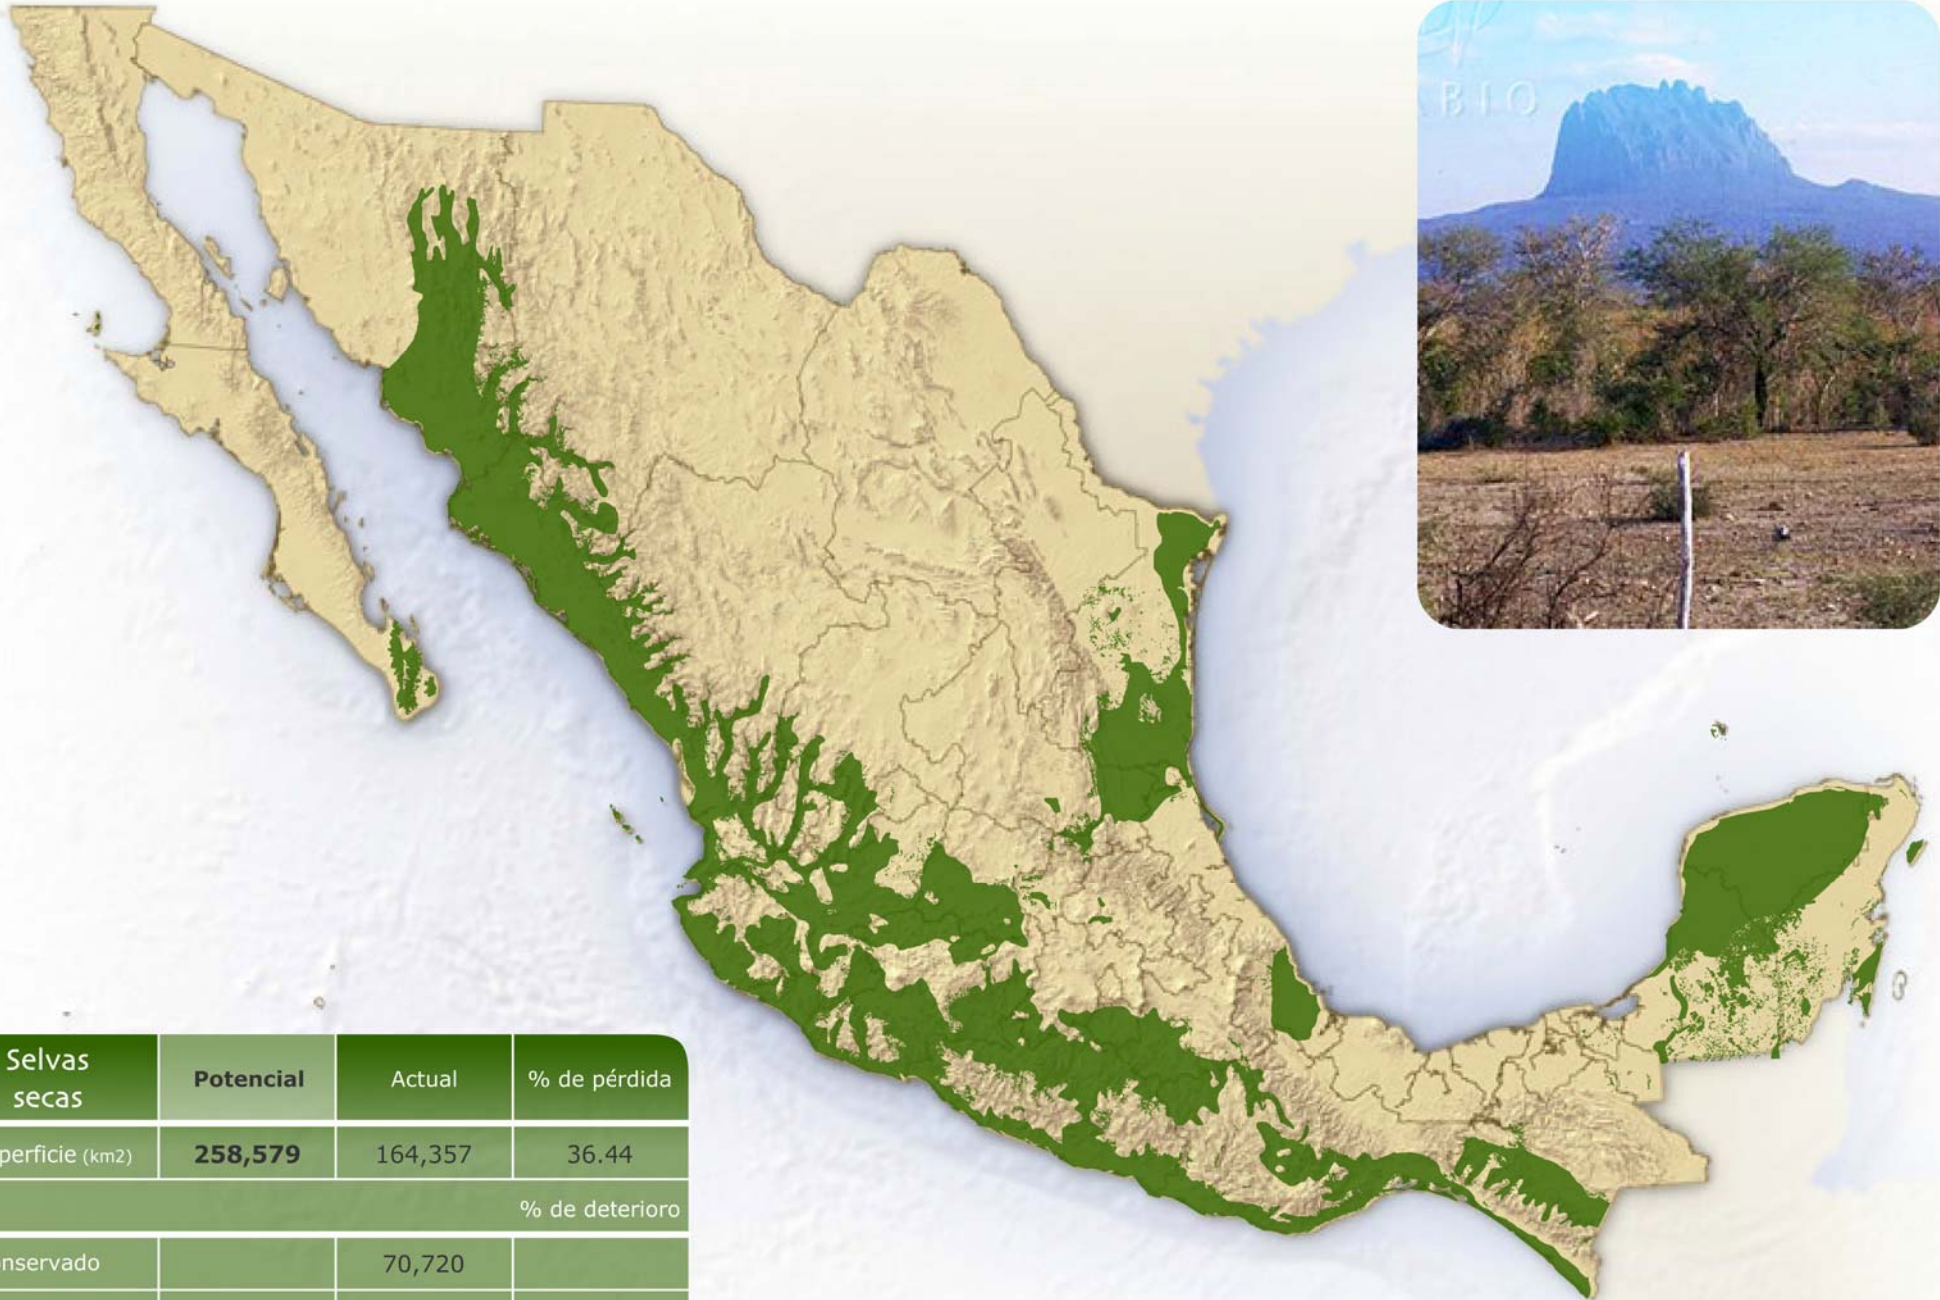 BIO
Selvas
secas
Potencial
Actual
% de pérdida
perficie (km2)
258,579
164,357
36.44
% de deterioro
nservado
70,720